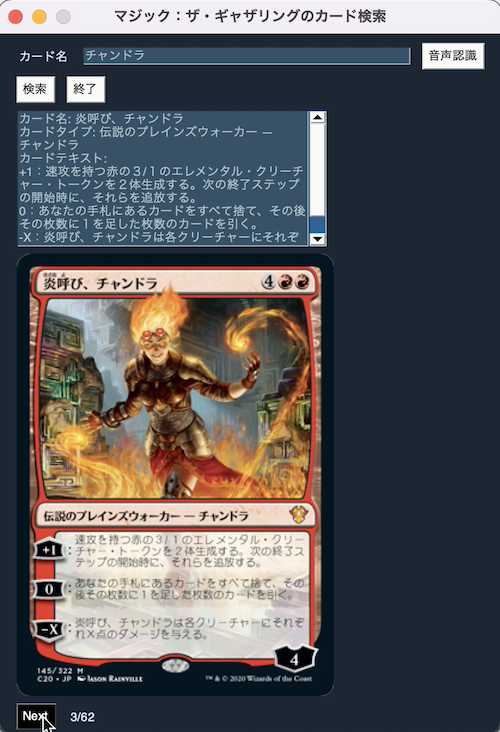 マジック：ザ・ギャザリングのカード検索
カード名 チャンドラ 音声認識
検索 終了
カード名: 炎呼び、チャンドラ
カードタイプ: 伝説のプレインズウォーカー —
チャンドラ
カードテキスト:
+1：速攻を持つ赤の３/１のエレメンタル・クリーチ
ャー・トークンを２体生成する。次の終了ステップ
の開始時に、それらを追放する。
0：あなたの手札にあるカードをすべて捨て、その後
その枚数に１を足した枚数のカードを引く。
-X：炎呼び、チャンドラは各クリーチャーにそれぞ
炎呼び、チャンドラ 4
伝説のプレインズウォーカー — チャンドラ
+1 : 速攻を持つ赤の３/１のエレメンタル・クリ
ーチャー・トークンを２体生成する。次の終了ス
テップの開始時に、それらを追放する。
0 : あなたの手札にあるカードをすべて捨て、その
後その枚数に１を足した枚数のカードを引く。
-X : 炎呼び、チャンドラは各クリーチャーにそれぞ
れX点のダメージを与える。
4
145/322 M
C20 • JP Jason Rainville ™ & © 2020 Wizards of the Coast
Next 3/62